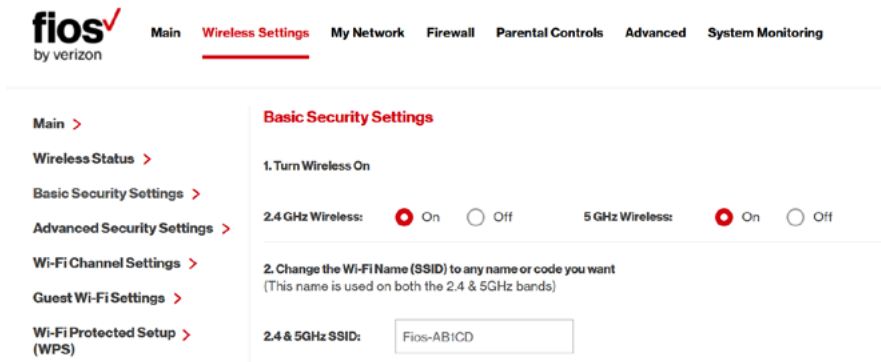 fios
by verizon
Main Wireless Settings My Network Firewall Parental Controls Advanced System Monitoring
Main >
Wireless Status >
Basic Security Settings >
Advanced Security Settings >
Wi-Fi Channel Settings >
Guest Wi-Fi Settings >
Wi-Fi Protected Setup >
(WPS)
Basic Security Settings
1. Turn Wireless On
2.4 GHz Wireless: On Off 5 GHz Wireless: On Off
2. Change the Wi-Fi Name (SSID) to any name or code you want
(This name is used on both the 2.4 & 5GHz bands)
2.4 & 5GHz SSID: Fios-AB1CD